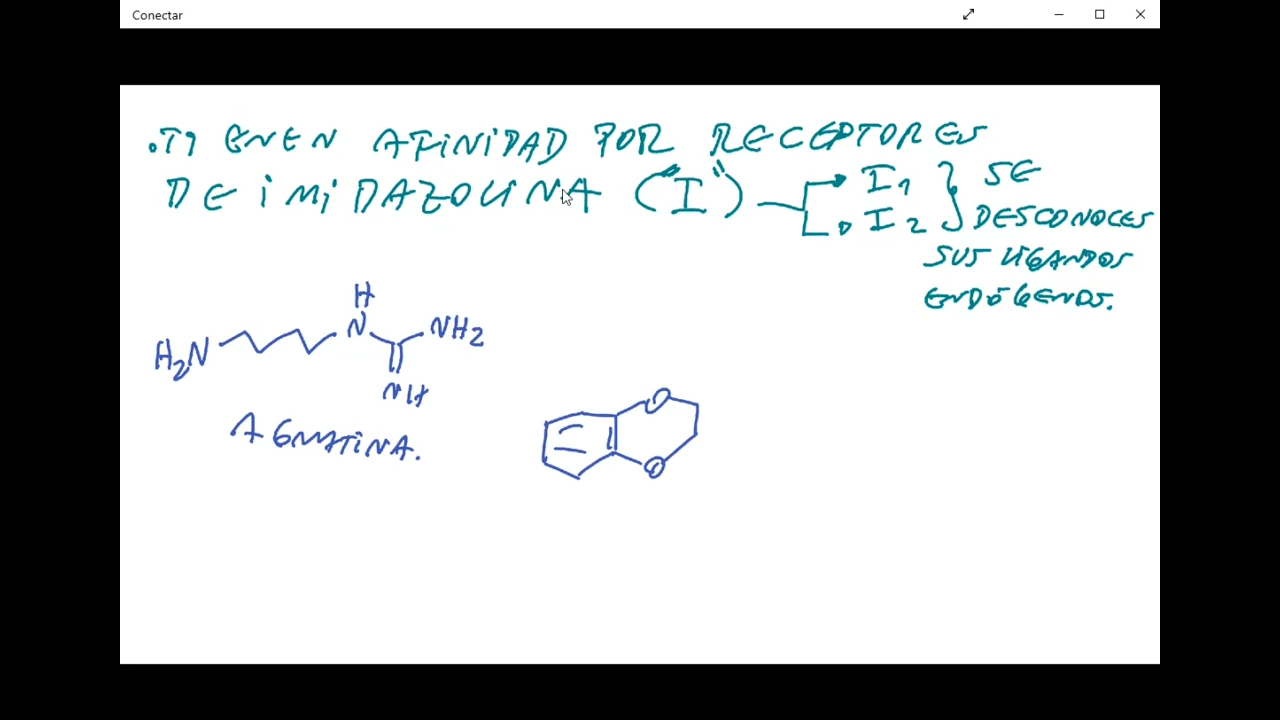 Conectar
.TIENEN AFINIDAD POR RECEPTORES
DE IMIDAZOLINA ("I") I1 } SE
I2 } DESCONOCES
SUS LIGANDOS
ENDÓGENOS.
H
H2N N NH2
NH
AGMATINA.
O
O